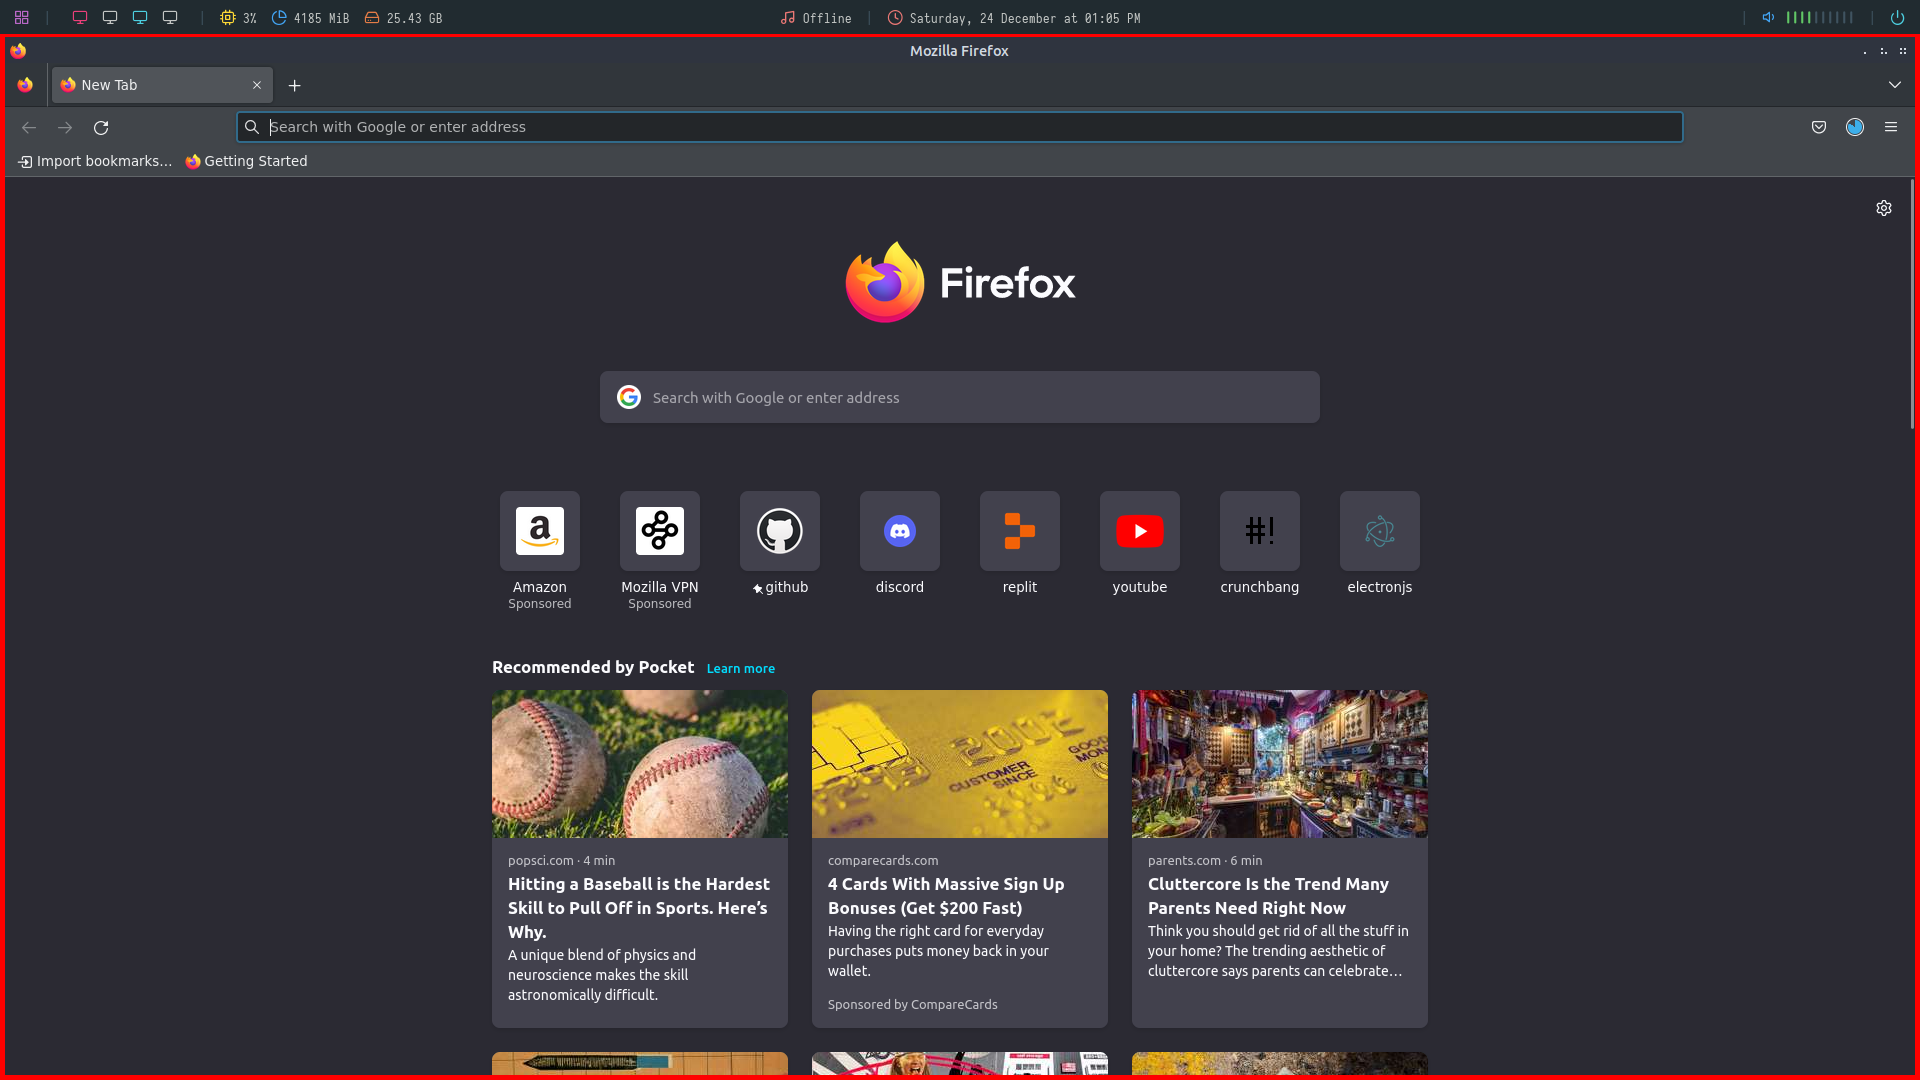 3% 4185 MiB 25.43 GB Offline Saturday, 24 December at 01:05 PM
Mozilla Firefox
New Tab
Search with Google or enter address
Import bookmarks… Getting Started
Firefox
Search with Google or enter address
a #!
Amazon Mozilla VPN github discord replit youtube crunchbang electronjs
Sponsored Sponsored
Recommended by Pocket Learn more
CUSTOMER
SINCE
popsci.com · 4 min
Hitting a Baseball is the Hardest
Skill to Pull Off in Sports. Here’s
Why.
A unique blend of physics and
neuroscience makes the skill
astronomically difficult.
comparecards.com
4 Cards With Massive Sign Up
Bonuses (Get $200 Fast)
Having the right card for everyday
purchases puts money back in your
wallet.
Sponsored by CompareCards
parents.com · 6 min
Cluttercore Is the Trend Many
Parents Need Right Now
Think you should get rid of all the stuff in
your home? The trending aesthetic of
cluttercore says parents can celebrate…